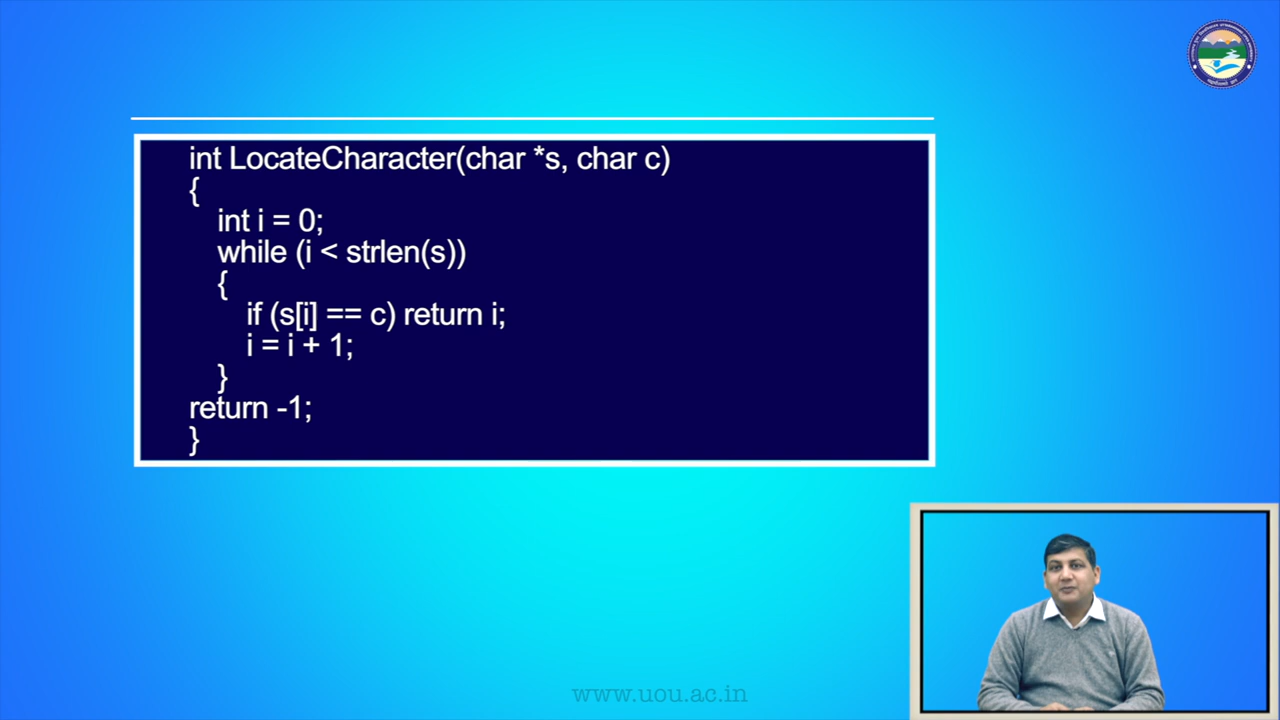 int LocateCharacter(char *s, char c)
{
int i = 0;
while (i < strlen(s))
{
if (s[i] == c) return i;
i = i + 1;
}
return -1;
}
www.uou.ac.in